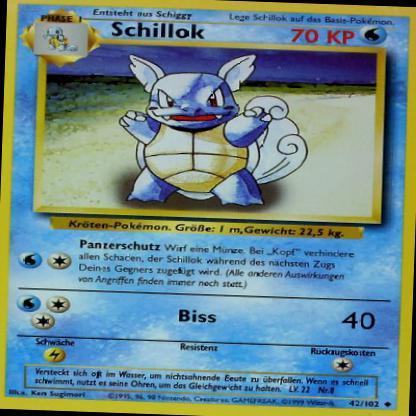 PHASE 1
Entsteht aus Schiggy
Lege Schillok auf das Basis-Pokémon.
Schillok
70 KP
Kröten-Pokémon. Größe: 1 m, Gewicht: 22,5 kg.
Panzerschutz Wirf eine Münze. Bei „Kopf" verhindere
allen Schaden, der Schillok während des nächsten Zugs
Deines Gegners zugefügt wird. (Alle anderen Auswirkungen
von Angriffen finden immer noch statt.)
Biss 40
Schwäche
Resistenz
Rückzugskosten
Versteckt sich oft im Wasser, um nichtsahnende Beute zu überfallen. Wenn es schnell
schwimmt, nutzt es seine Ohren, um das Gleichgewicht zu halten. LV. 22 Nr.8
Illus. Ken Sugimori
©1995, 96, 98 Nintendo, Creatures, GAMEFREAK. ©1999 Wizards.
42/102